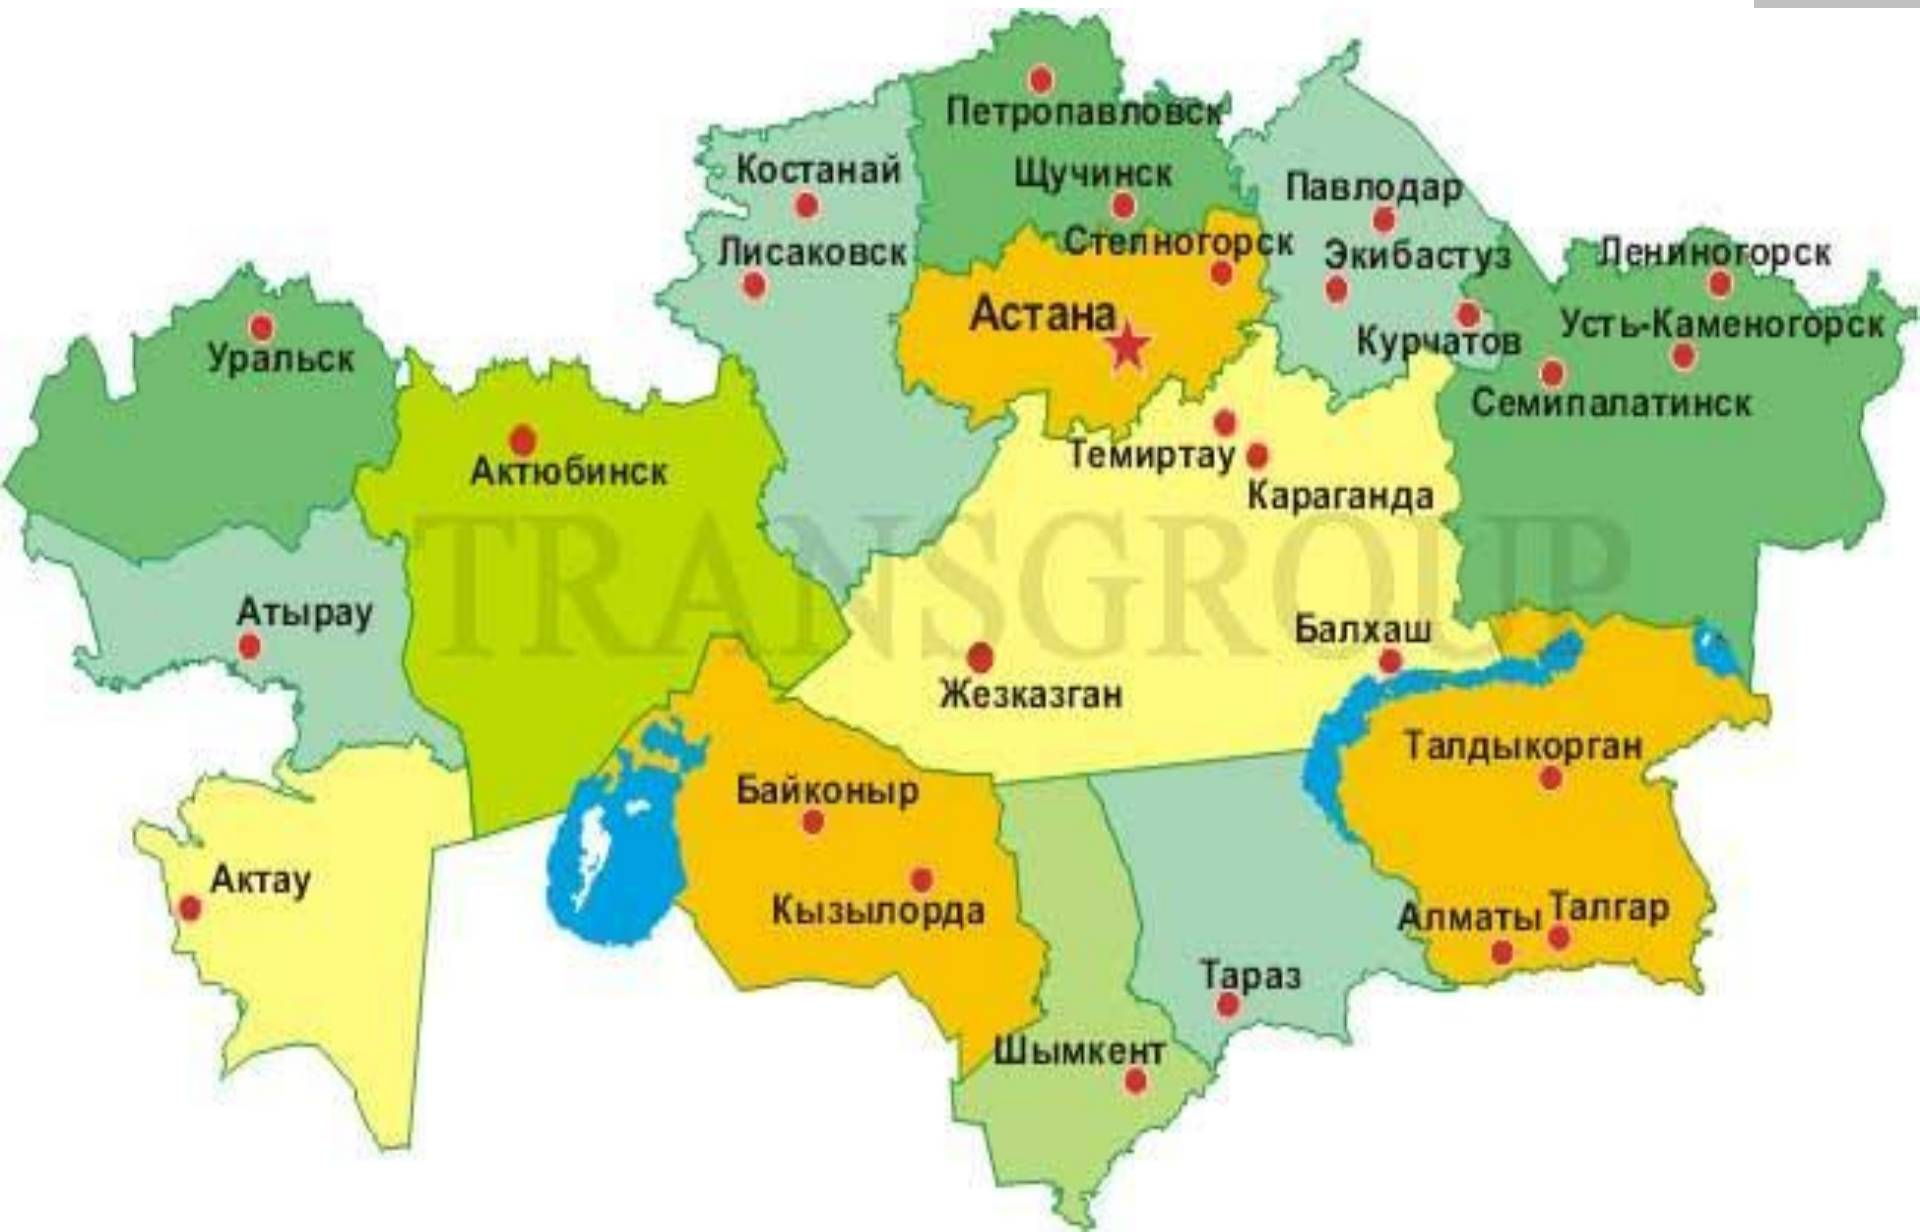 Петропавловск
Костанай
Щучинск
Павлодар
Лисаковск
Степногорск
Экибастуз
Лениногорск
Астана
Курчатов
Усть-Каменогорск
Уральск
Семипалатинск
Актюбинск
Темиртау
Караганда
TRANSGROUP
Атырау
Балхаш
Жезказган
Талдыкорган
Байконыр
Актау
Кызылорда
Алматы
Талгар
Тараз
Шымкент